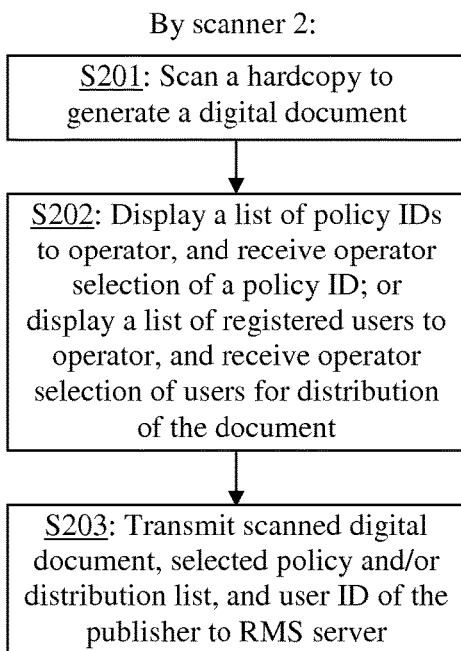 By scanner 2:
S201: Scan a hardcopy to
generate a digital document
S202: Display a list of policy IDs
to operator, and receive operator
selection of a policy ID; or
display a list of registered users to
operator, and receive operator
selection of users for distribution
of the document
S203: Transmit scanned digital
document, selected policy and/or
distribution list, and user ID of the
publisher to RMS server